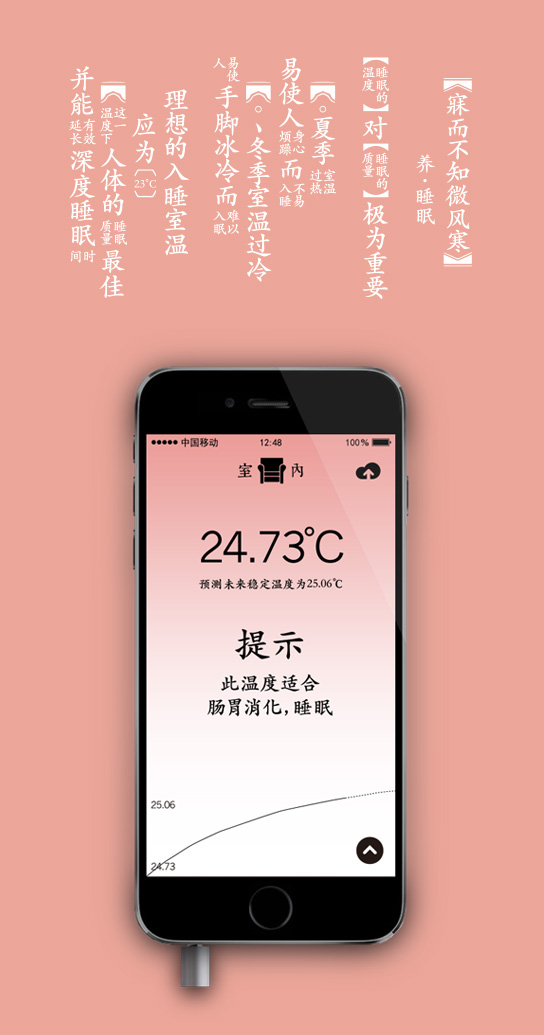 寐而不知微风寒
养·睡眠
【睡眠的温度】对【睡眠的质量】极为重要
。夏季室温过热
易使人身心烦躁而不易入睡
。、冬季室温过冷
易使人手脚冰冷而难以入眠
理想的入睡室温
应为〔23℃〕
这一温度下人体的睡眠质量最佳
并能有效延长深度睡眠时间
中国移动 12:48 100%
室内
24.73℃
预测未来稳定温度为25.06℃
提示
此温度适合
肠胃消化,睡眠
25.06
24.73